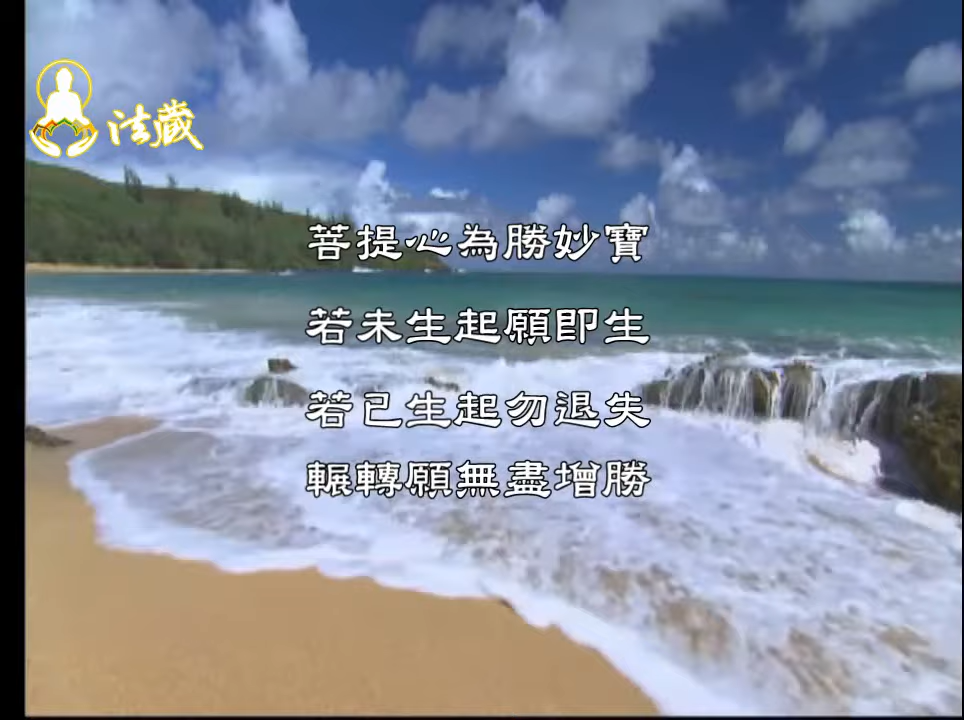 法藏
菩提心為勝妙寶
若未生起願即生
若已生起勿退失
輾轉願無盡增勝